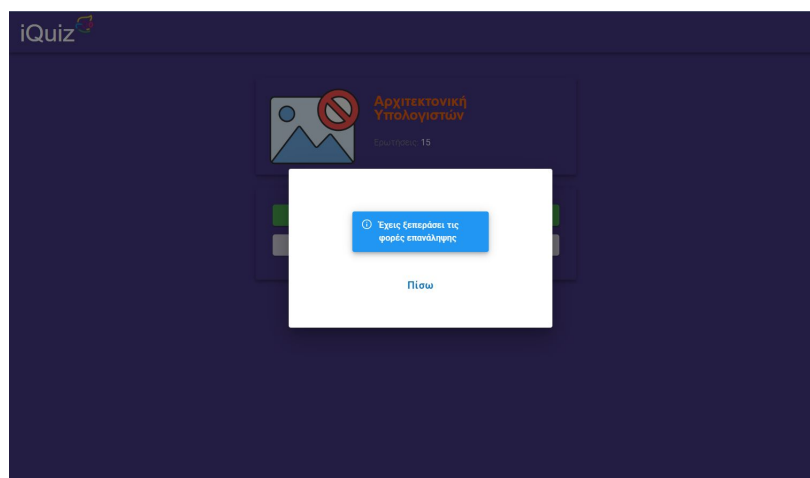 iQuiz
Αρχιτεκτονική
Υπολογιστών
Ερωτήσεις: 15
Έχεις ξεπεράσει τις
φορές επανάληψης
Πίσω